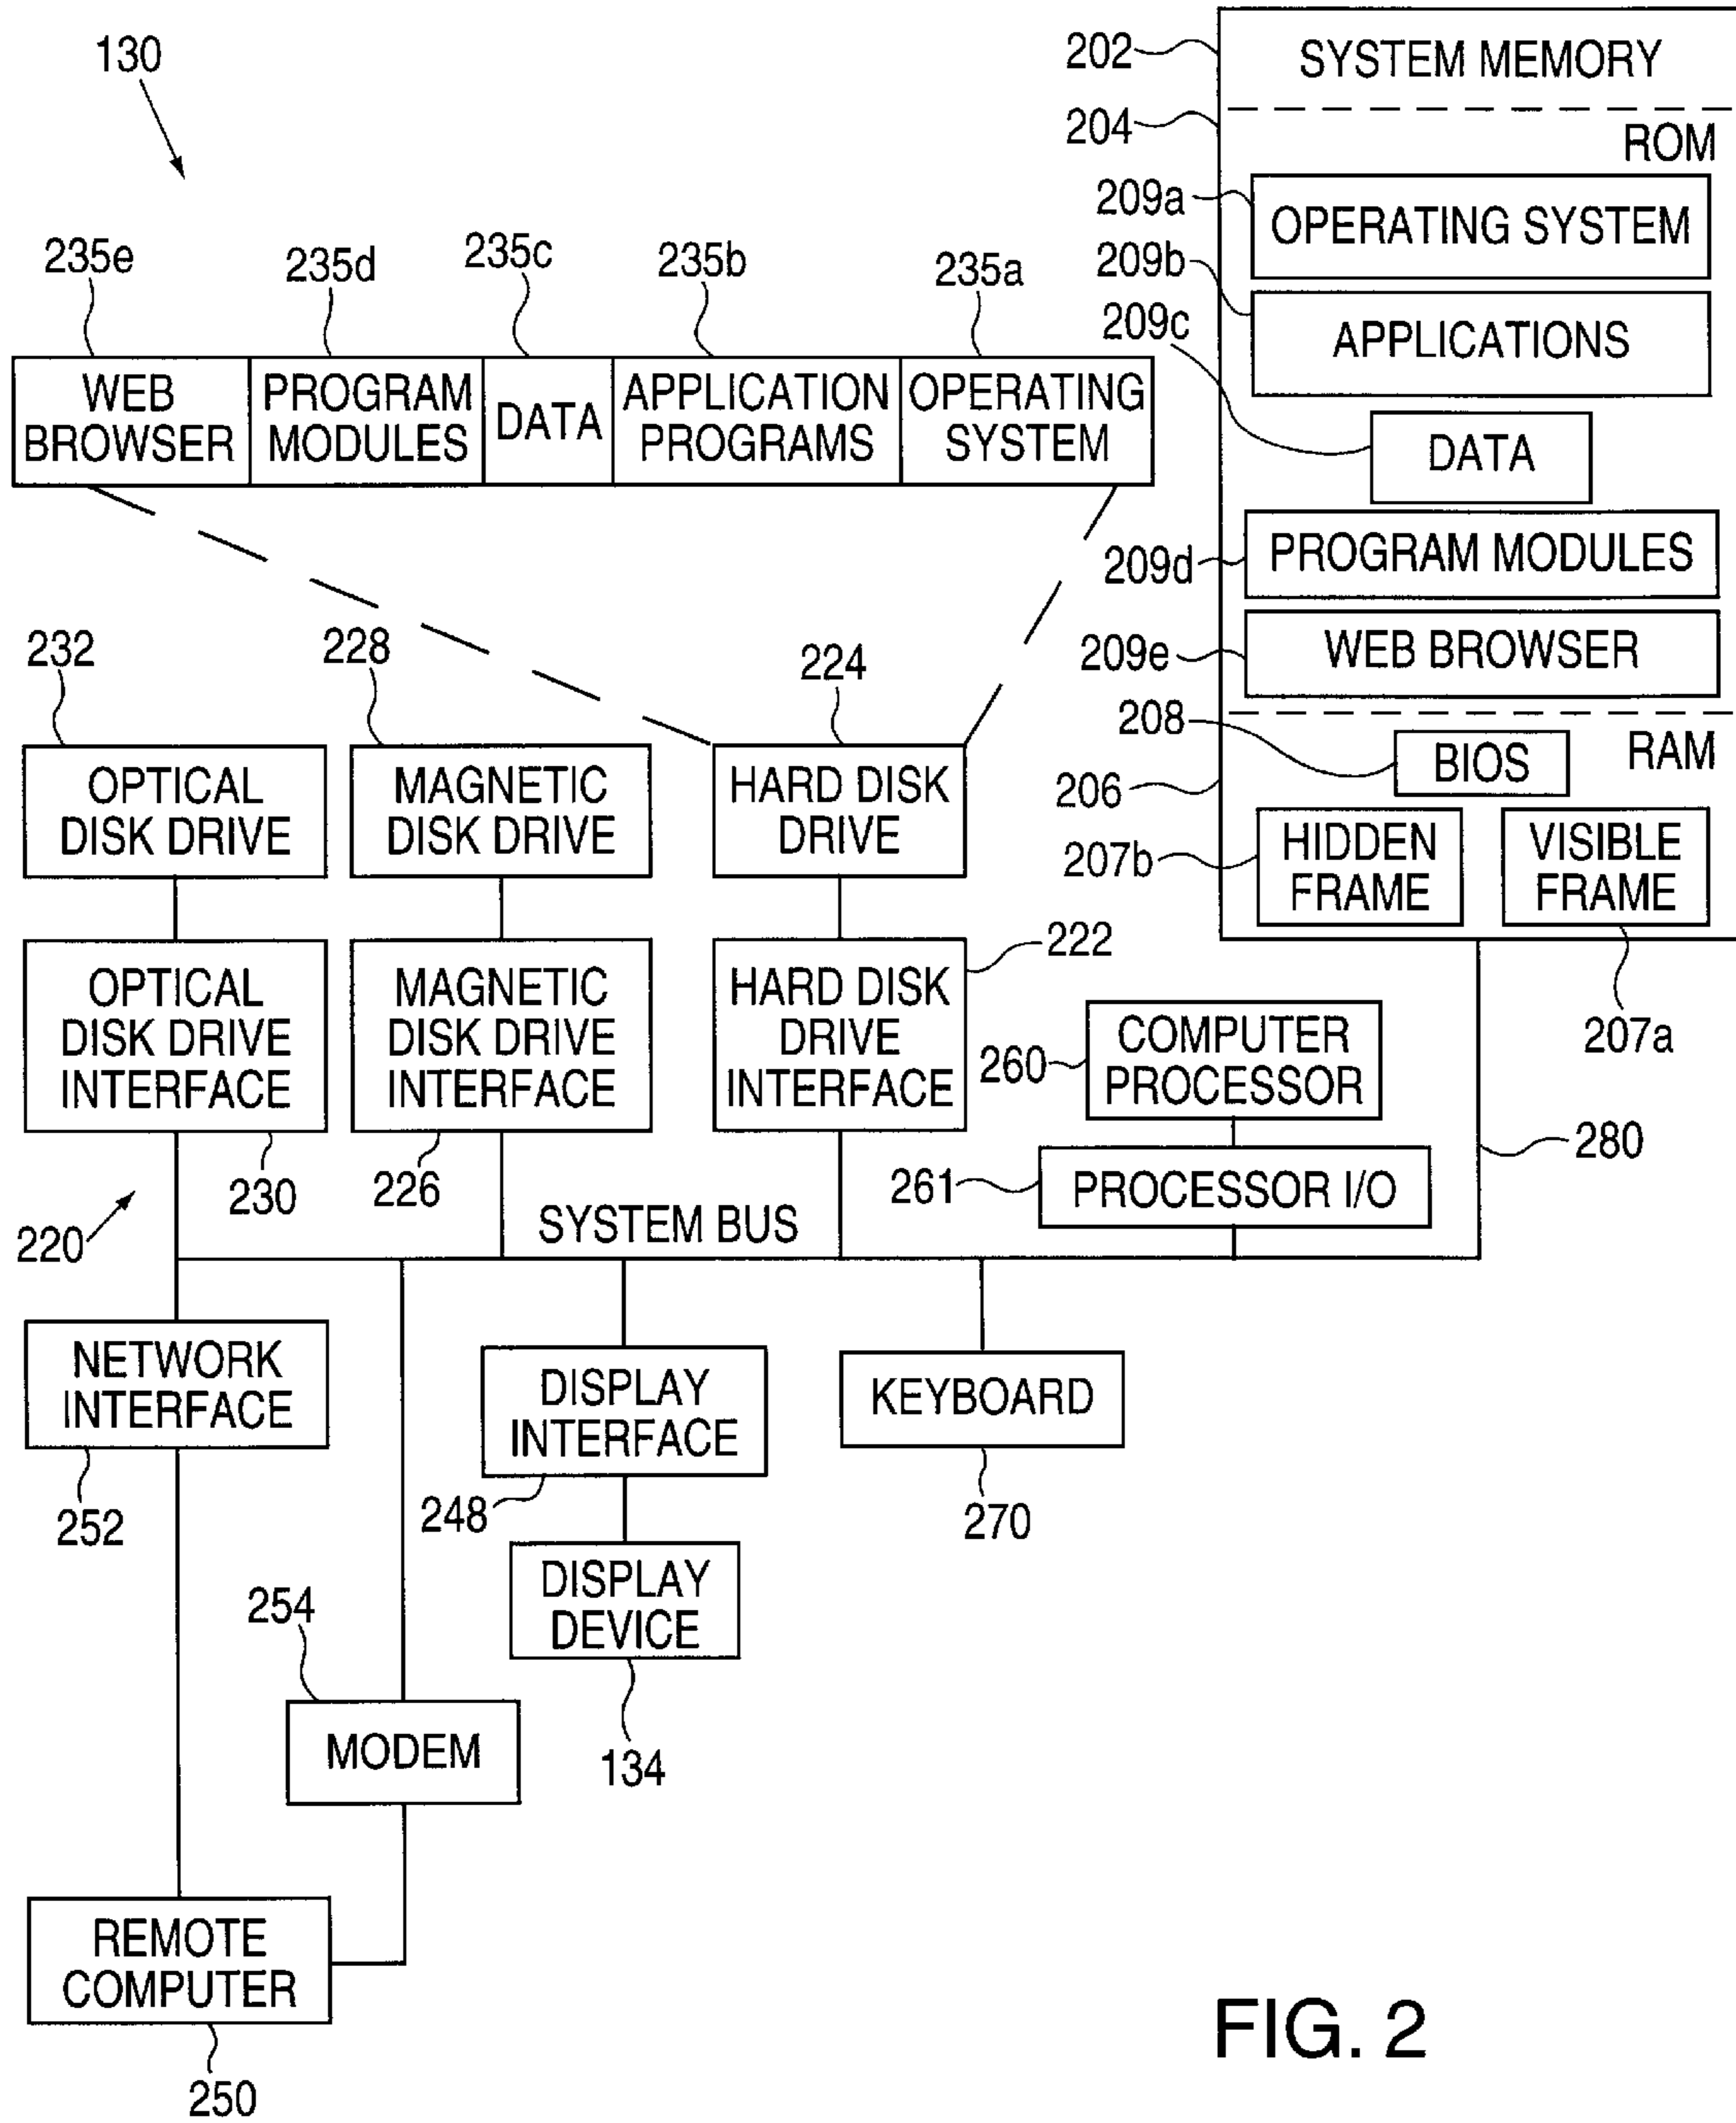 130
202
SYSTEM MEMORY
204
ROM
209a
OPERATING SYSTEM
209b
APPLICATIONS
209c
DATA
209d
PROGRAM MODULES
209e
WEB BROWSER
208
BIOS
RAM
206
207b
HIDDEN
FRAME
VISIBLE
FRAME
207a
235e
235d
235c
235b
235a
WEB
BROWSER
PROGRAM
MODULES
DATA
APPLICATION
PROGRAMS
OPERATING
SYSTEM
232
228
224
OPTICAL
DISK DRIVE
MAGNETIC
DISK DRIVE
HARD DISK
DRIVE
OPTICAL
DISK DRIVE
INTERFACE
MAGNETIC
DISK DRIVE
INTERFACE
HARD DISK
DRIVE
INTERFACE
222
230
226
260
COMPUTER
PROCESSOR
261
PROCESSOR I/O
280
220
SYSTEM BUS
NETWORK
INTERFACE
252
DISPLAY
INTERFACE
248
KEYBOARD
270
DISPLAY
DEVICE
134
254
MODEM
REMOTE
COMPUTER
250
FIG. 2